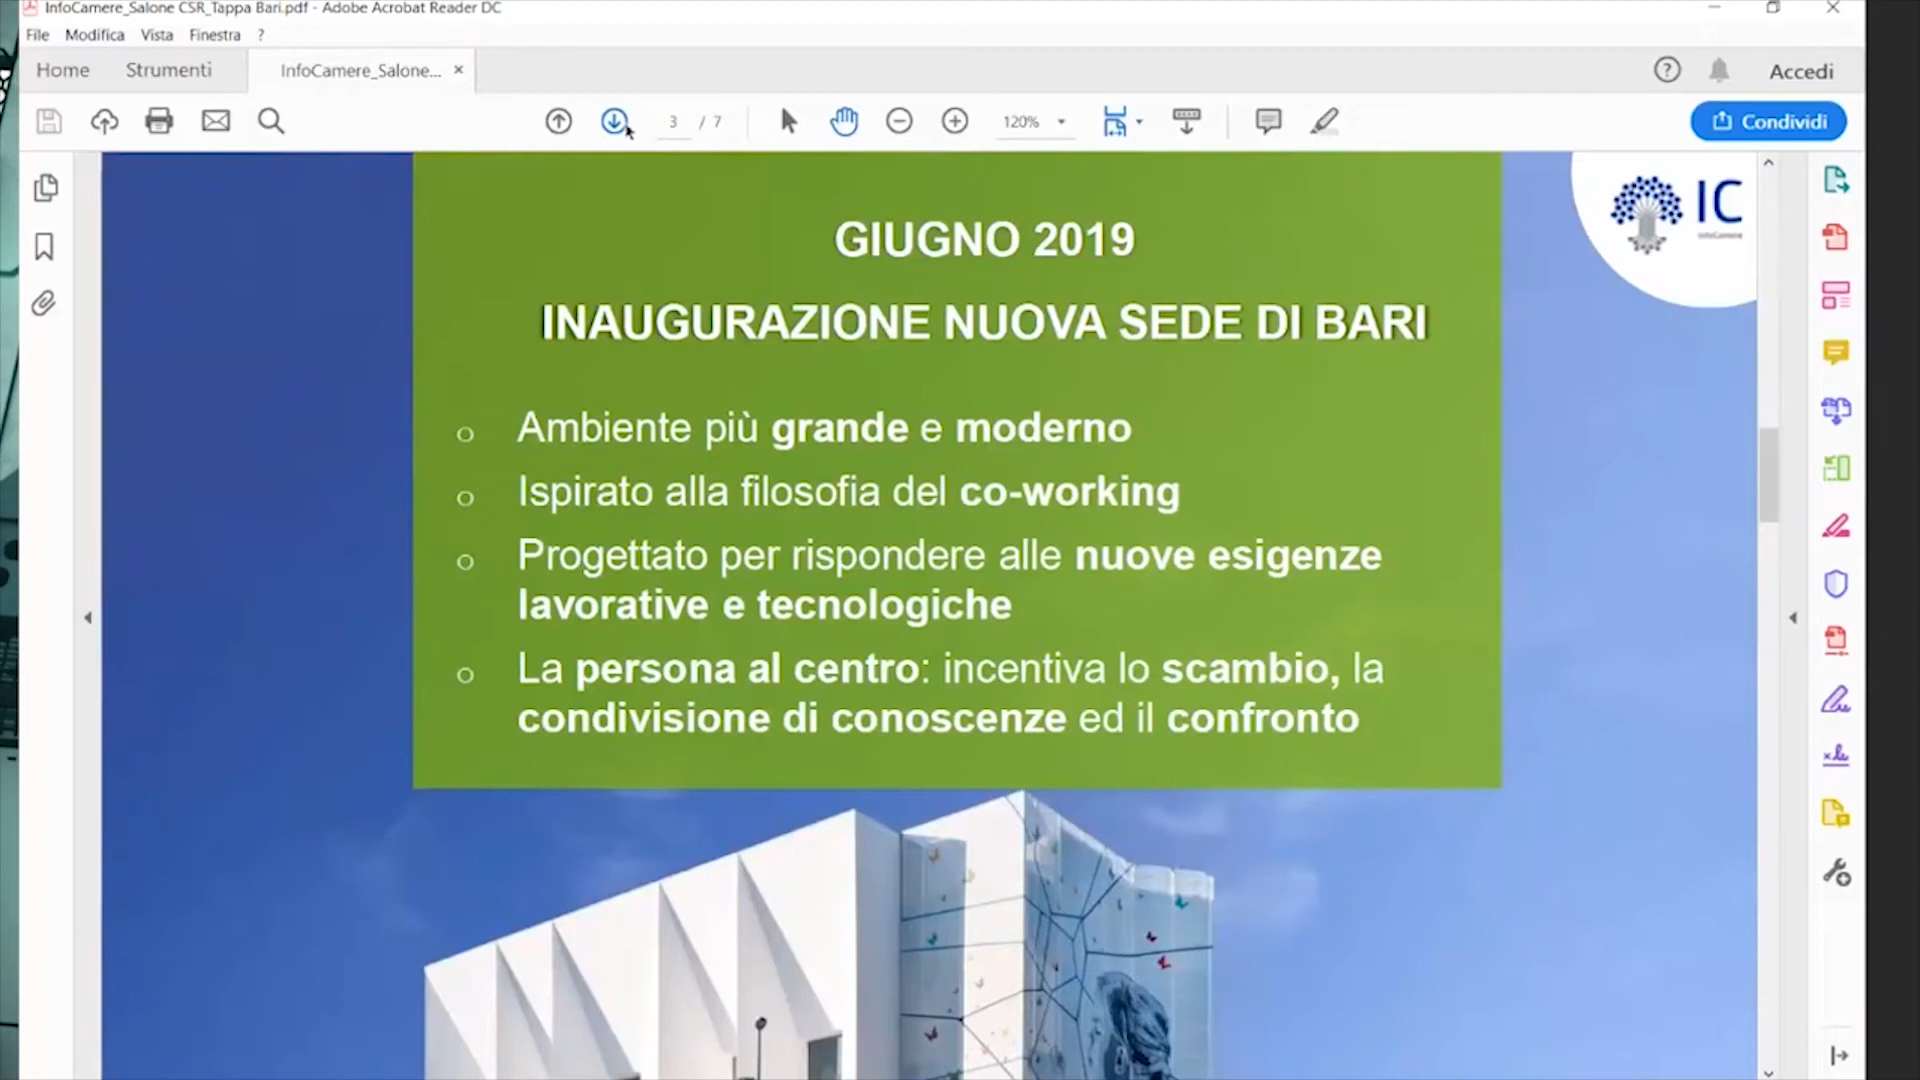 InfoCamere_Salone CSR_Tappa Bari.pdf - Adobe Acrobat Reader DC
File Modifica Vista Finestra ?
Home Strumenti InfoCamere_Salone... × Accedi
3 / 7 120% Condividi
IC
InfoCamere
GIUGNO 2019
INAUGURAZIONE NUOVA SEDE DI BARI
o Ambiente più grande e moderno
o Ispirato alla filosofia del co-working
o Progettato per rispondere alle nuove esigenze
lavorative e tecnologiche
o La persona al centro: incentiva lo scambio, la
condivisione di conoscenze ed il confronto